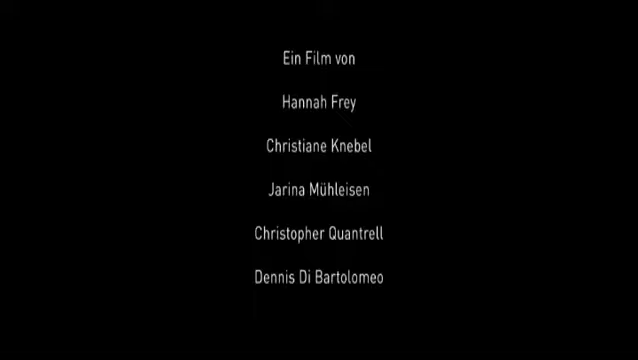 Ein Film von
Hannah Frey
Christiane Knebel
Jarina Mühleisen
Christopher Quantrell
Dennis Di Bartolomeo